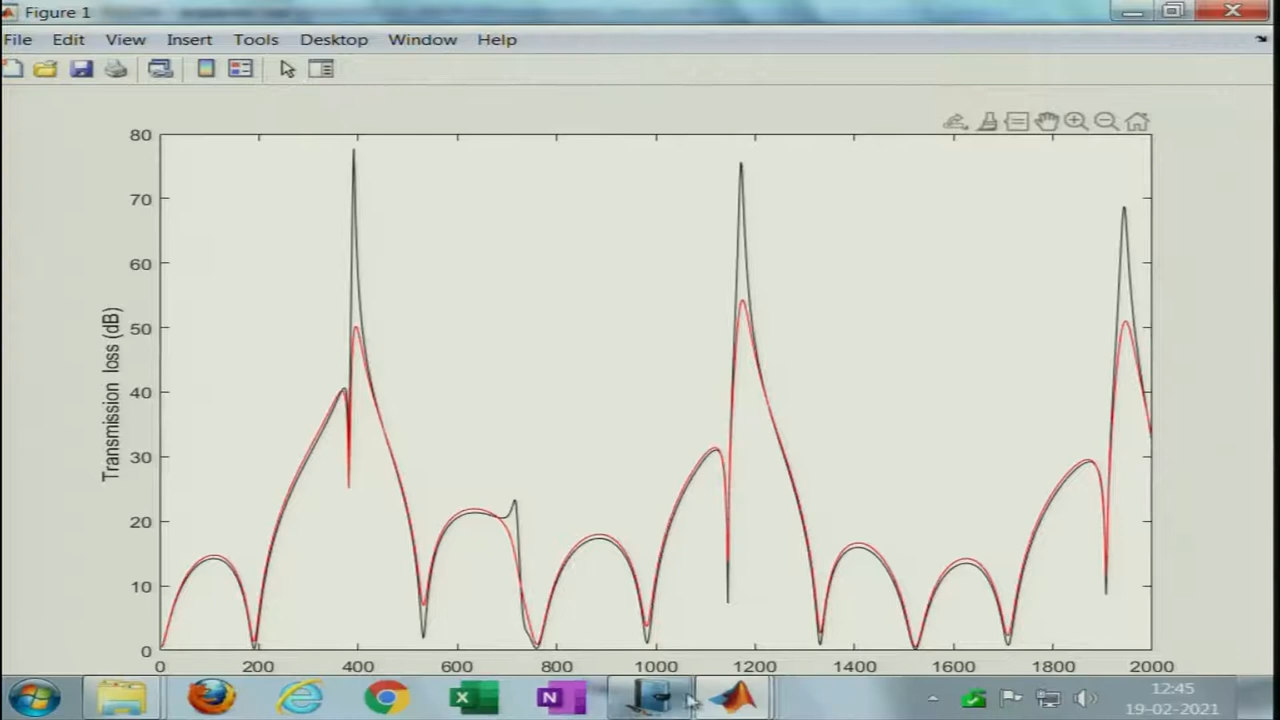 Figure 1
File Edit View Insert Tools Desktop Window Help
80
70
60
50
40
30
20
10
0
Transmission loss (dB)
0 200 400 600 800 1000 1200 1400 1600 1800 2000
12:45
19-02-2021